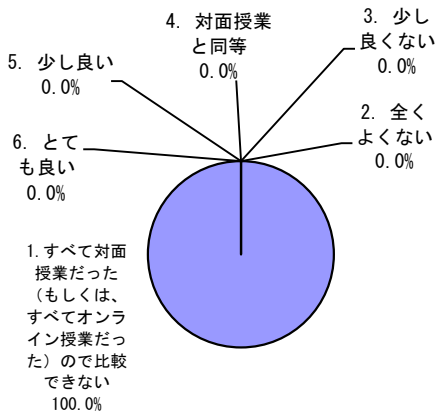 1. すべて対面
授業だった
（もしくは、
すべてオンラ
イン授業だっ
た）ので比較
できない
100.0%
2. 全く
よくない
0.0%
3. 少し
良くない
0.0%
4. 対面授業
と同等
0.0%
5. 少し良い
0.0%
6. とて
も良い
0.0%